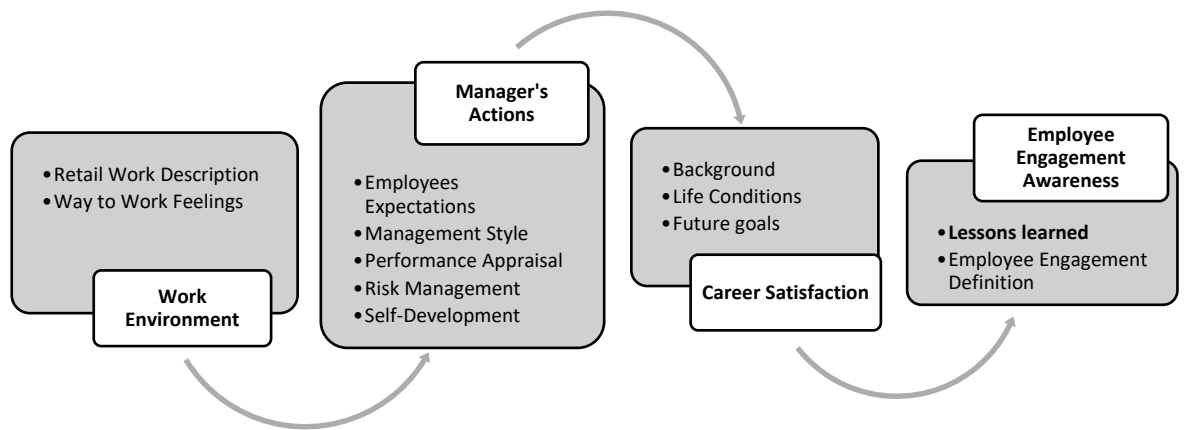 • Retail Work Description
• Way to Work Feelings
Work
Environment
Manager's
Actions
• Employees
Expectations
• Management Style
• Performance Appraisal
• Risk Management
• Self-Development
• Background
• Life Conditions
• Future goals
Career Satisfaction
Employee
Engagement
Awareness
• Lessons learned
• Employee Engagement
Definition